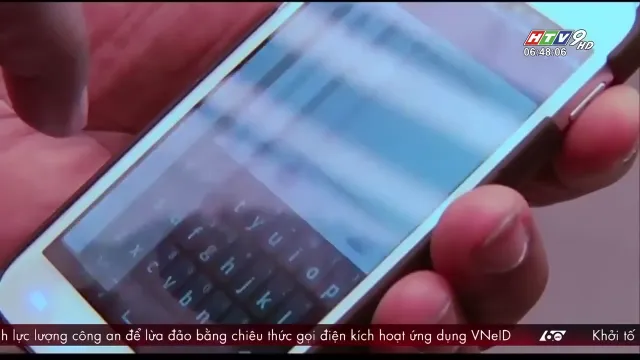 HTV9 HD
06:48:06
t y u i o p
d f g h j k l
x c v b n
h lực lượng công an để lừa đảo bằng chiêu thức gọi điện kích hoạt ứng dụng VNeID 60 Khởi tố